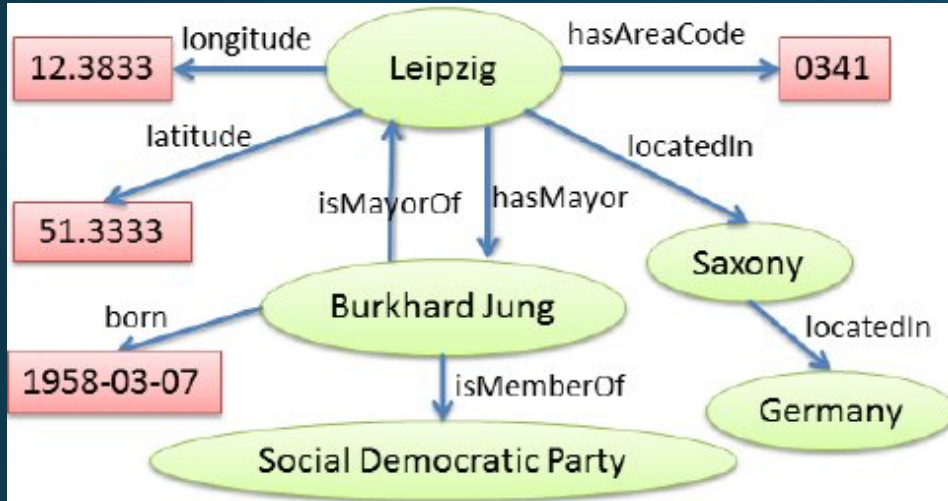 longitude
hasAreaCode
12.3833
Leipzig
0341
latitude
locatedIn
isMayorOf
hasMayor
51.3333
Saxony
Burkhard Jung
born
locatedIn
1958-03-07
isMemberOf
Germany
Social Democratic Party